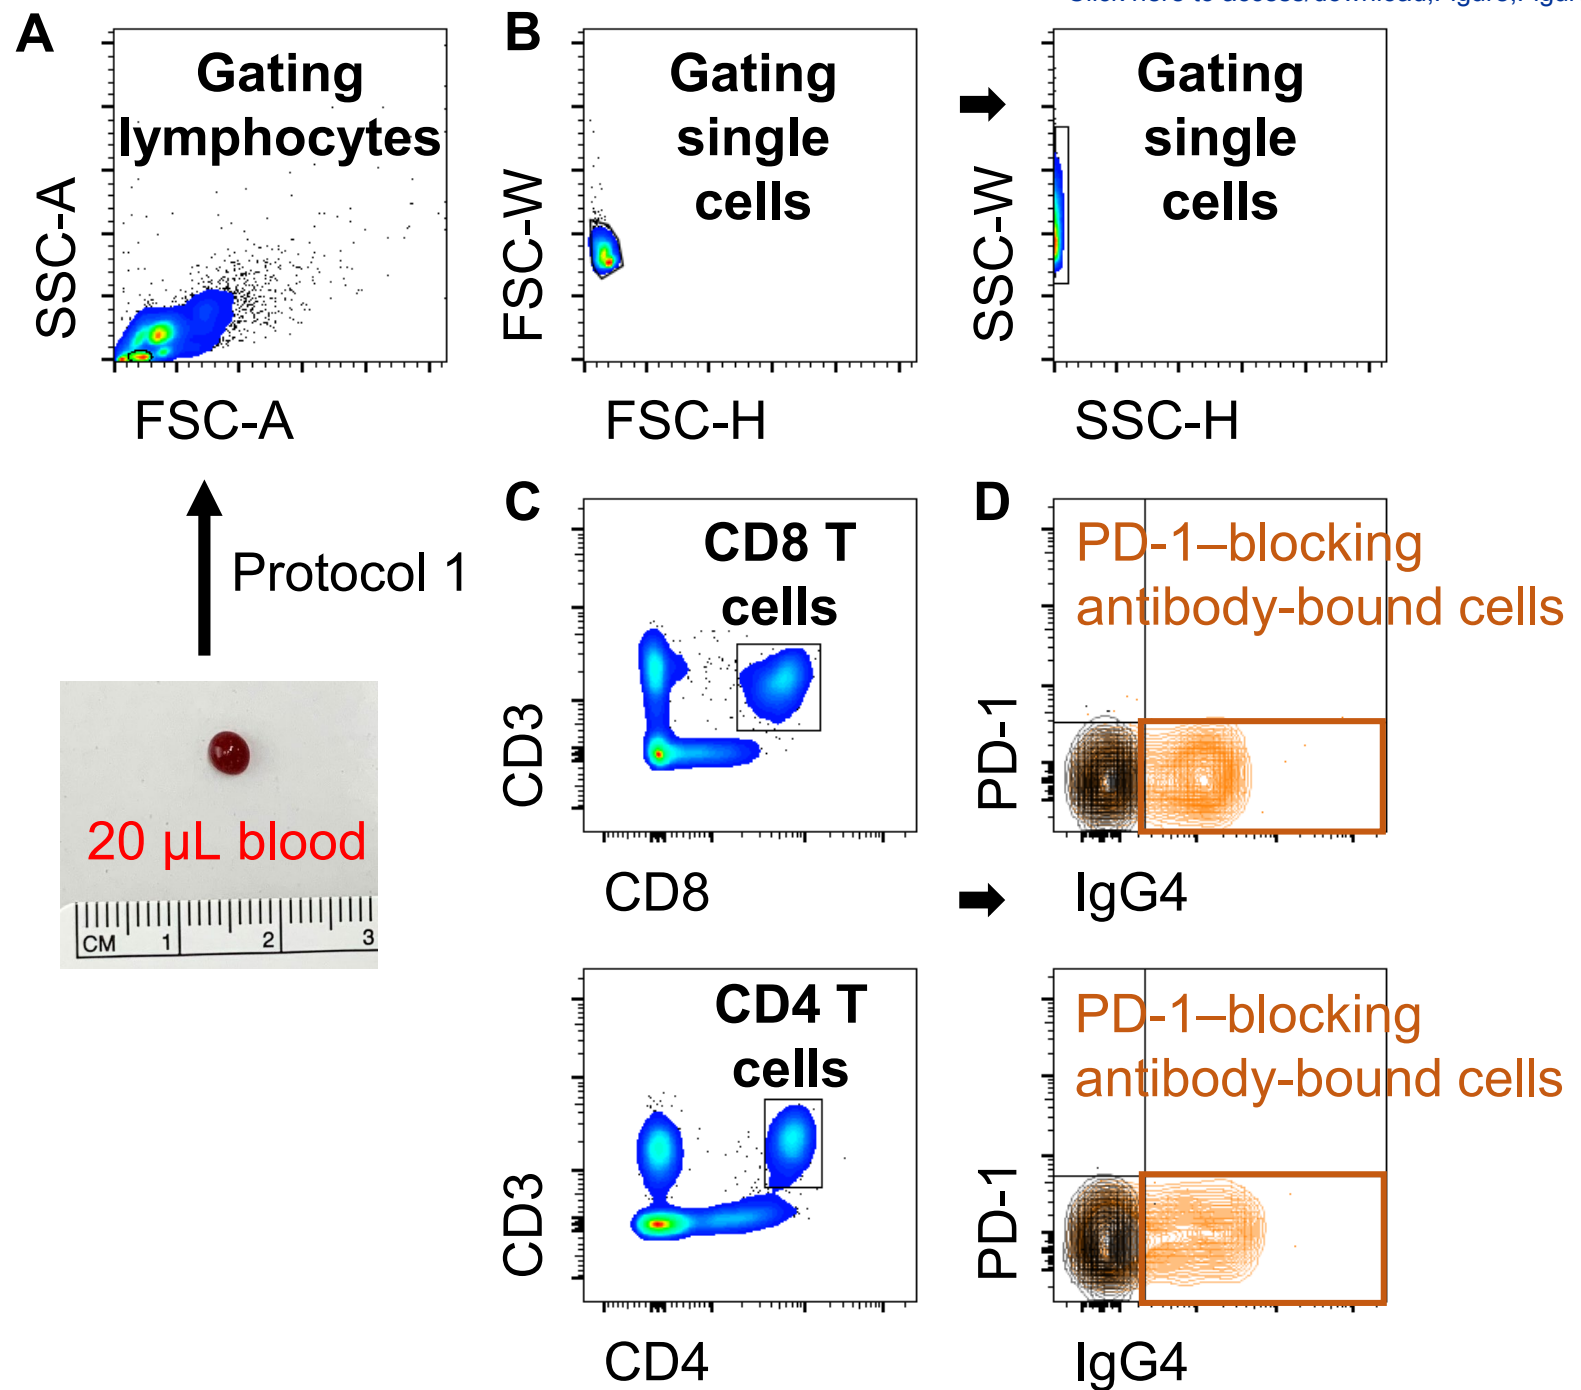 A
Gating
lymphocytes
SSC-A
FSC-A
B
Gating
single
cells
FSC-W
FSC-H
Gating
single
cells
SSC-W
SSC-H
Protocol 1
20 µL blood
CM 1 2 3
C
CD8 T
cells
CD3
CD8
D
PD-1–blocking
antibody-bound cells
PD-1
IgG4
CD4 T
cells
CD3
CD4
PD-1–blocking
antibody-bound cells
PD-1
IgG4